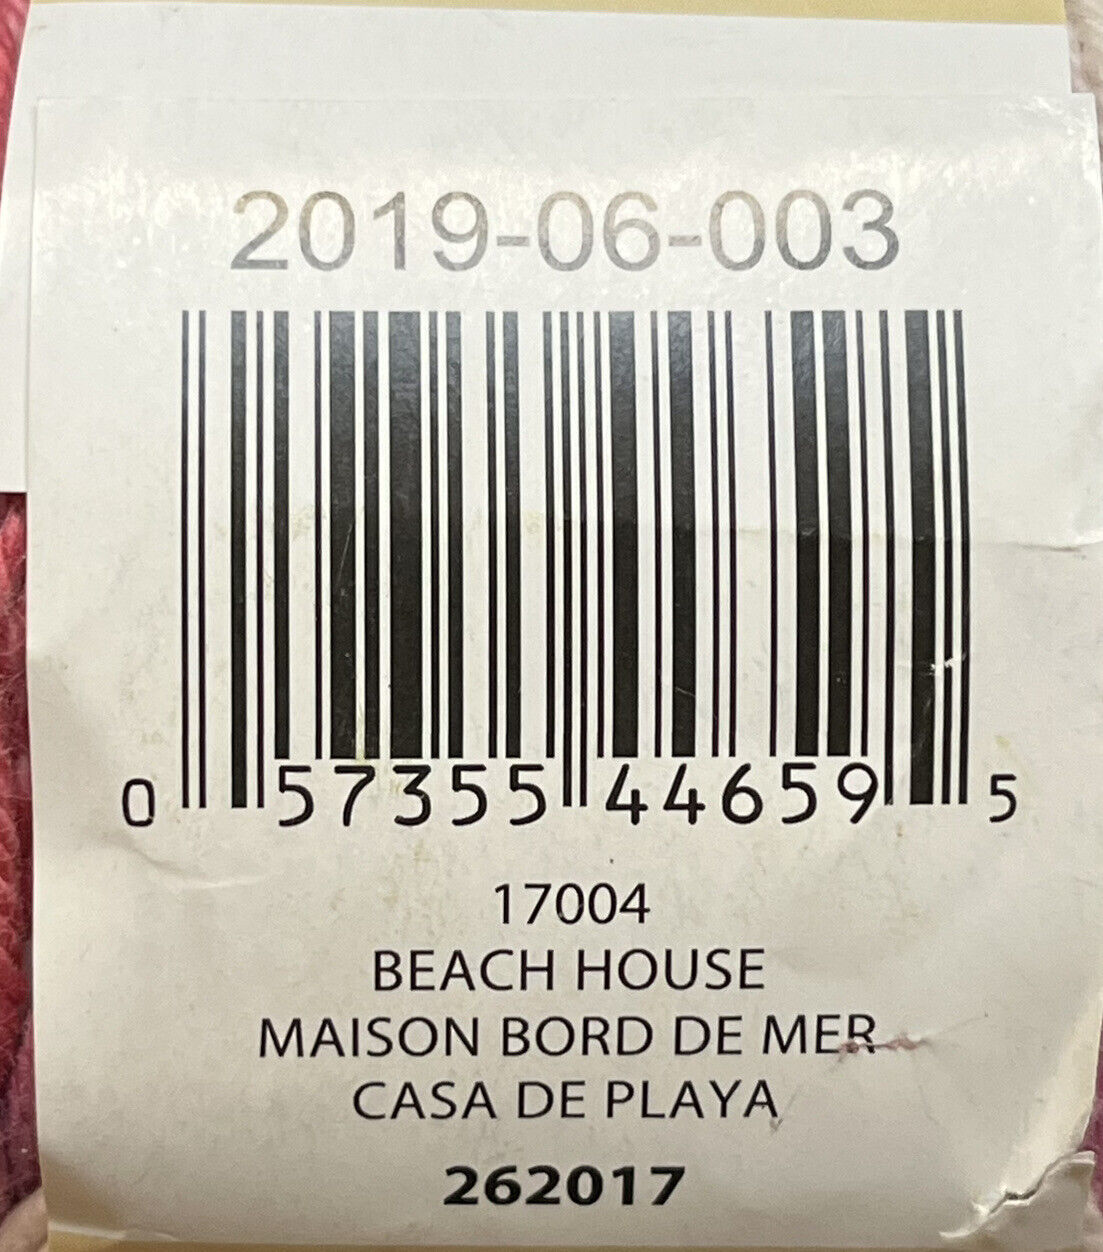 2019-06-003
0 57355 44659 5
17004
BEACH HOUSE
MAISON BORD DE MER
CASA DE PLAYA
262017